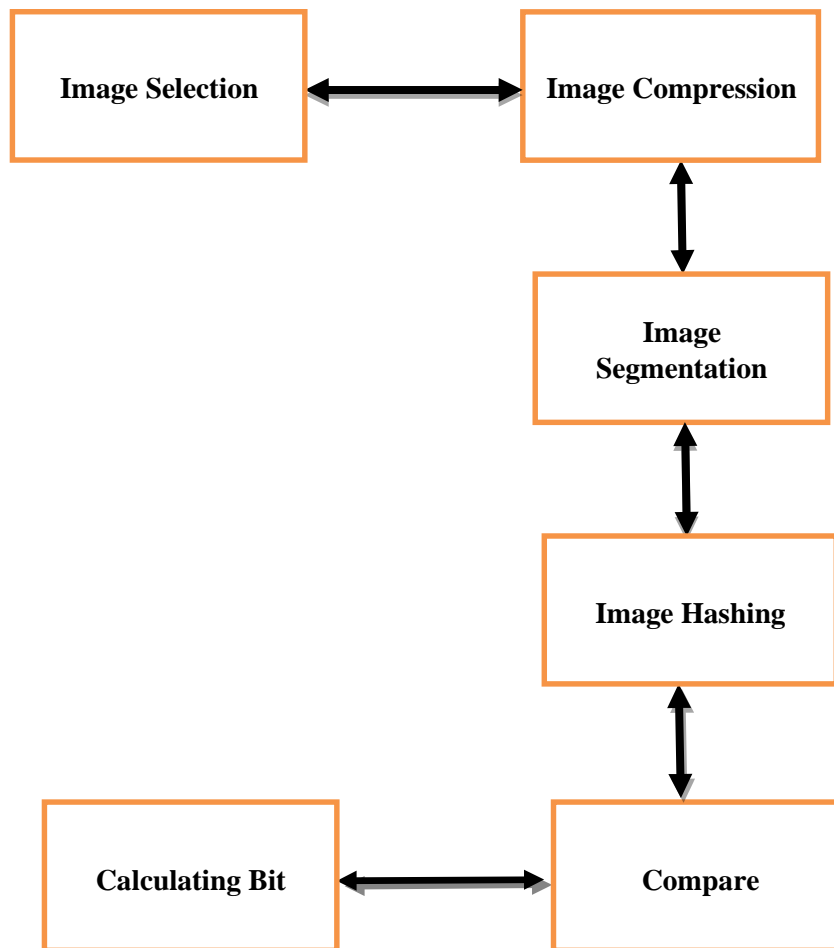 Image Selection
Image Compression
Image
Segmentation
Image Hashing
Calculating Bit
Compare